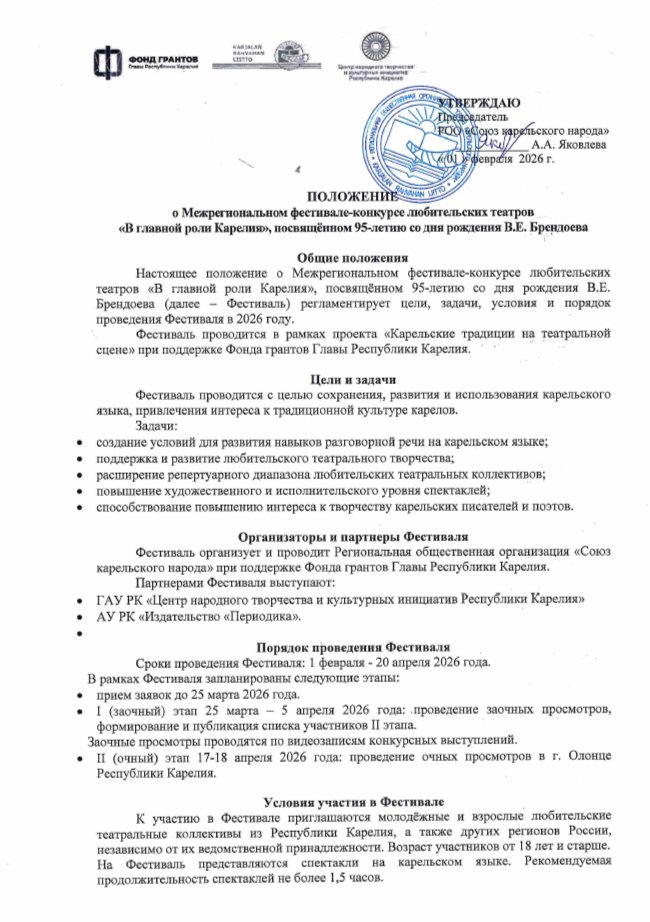 ФОНД ГРАНТОВ
Главы Республики Карелия
KARJALAN
RAHVAHAN
LIITTO
Центр народного творчества
и культурных инициатив
Республики Карелия
УТВЕРЖДАЮ
Председатель
РОО «Союз карельского народа»
А.А. Яковлева
« 01 » февраля 2026 г.
ПОЛОЖЕНИЕ
о Межрегиональном фестивале-конкурсе любительских театров
«В главной роли Карелия», посвящённом 95-летию со дня рождения В.Е. Брендоева
Общие положения
Настоящее положение о Межрегиональном фестивале-конкурсе любительских
театров «В главной роли Карелия», посвящённом 95-летию со дня рождения В.Е.
Брендоева (далее – Фестиваль) регламентирует цели, задачи, условия и порядок
проведения Фестиваля в 2026 году.
Фестиваль проводится в рамках проекта «Карельские традиции на театральной
сцене» при поддержке Фонда грантов Главы Республики Карелия.
Цели и задачи
Фестиваль проводится с целью сохранения, развития и использования карельского
языка, привлечения интереса к традиционной культуре карелов.
Задачи:
• создание условий для развития навыков разговорной речи на карельском языке;
• поддержка и развитие любительского театрального творчества;
• расширение репертуарного диапазона любительских театральных коллективов;
• повышение художественного и исполнительского уровня спектаклей;
• способствование повышению интереса к творчеству карельских писателей и поэтов.
Организаторы и партнеры Фестиваля
Фестиваль организует и проводит Региональная общественная организация «Союз
карельского народа» при поддержке Фонда грантов Главы Республики Карелия.
Партнерами Фестиваля выступают:
• ГАУ РК «Центр народного творчества и культурных инициатив Республики Карелия»
• АУ РК «Издательство «Периодика».
•
Порядок проведения Фестиваля
Сроки проведения Фестиваля: 1 февраля - 20 апреля 2026 года.
В рамках Фестиваля запланированы следующие этапы:
• прием заявок до 25 марта 2026 года.
• I (заочный) этап 25 марта – 5 апреля 2026 года: проведение заочных просмотров,
формирование и публикация списка участников II этапа.
Заочные просмотры проводятся по видеозаписям конкурсных выступлений.
• II (очный) этап 17-18 апреля 2026 года: проведение очных просмотров в г. Олонце
Республики Карелия.
Условия участия в Фестивале
К участию в Фестивале приглашаются молодёжные и взрослые любительские
театральные коллективы из Республики Карелия, а также других регионов России,
независимо от их ведомственной принадлежности. Возраст участников от 18 лет и старше.
На Фестиваль представляются спектакли на карельском языке. Рекомендуемая
продолжительность спектаклей не более 1,5 часов.